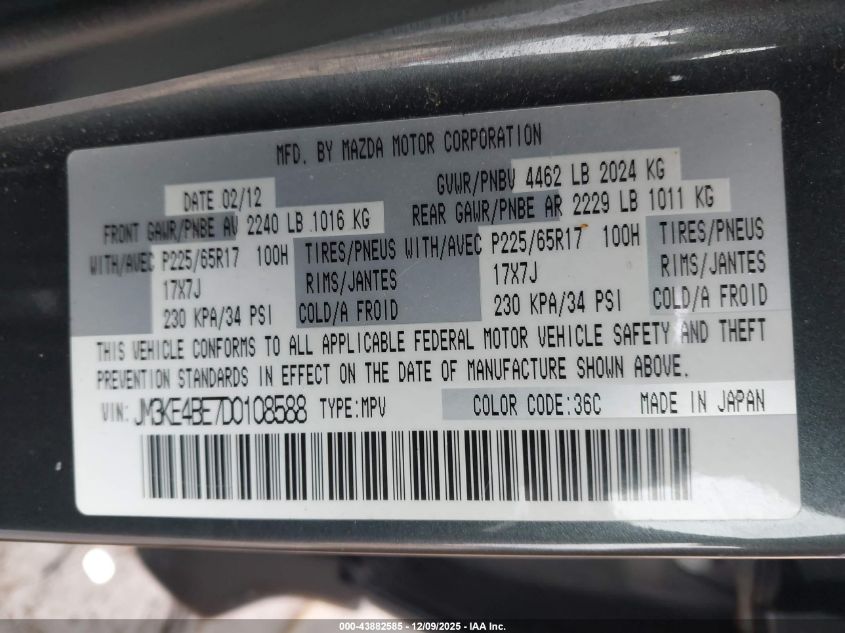 MFD. BY MAZDA MOTOR CORPORATION
DATE 02/12 GVWR/PNBV 4462 LB 2024 KG
FRONT GAWR/PNBE AV 2240 LB 1016 KG REAR GAWR/PNBE AR 2229 LB 1011 KG
WITH/AVEC P225/65R17 100H TIRES/PNEUS WITH/AVEC P225/65R17 100H TIRES/PNEUS
17X7J RIMS/JANTES 17X7J RIMS/JANTES
230 KPA/34 PSI COLD/A FROID 230 KPA/34 PSI COLD/A FROID
THIS VEHICLE CONFORMS TO ALL APPLICABLE FEDERAL MOTOR VEHICLE SAFETY AND THEFT
PREVENTION STANDARDS IN EFFECT ON THE DATE OF MANUFACTURE SHOWN ABOVE.
VIN: JM3KE4BE7D0108588 TYPE:MPV COLOR CODE:36C MADE IN JAPAN
000-43882585 - 12/09/2025 - IAA Inc.